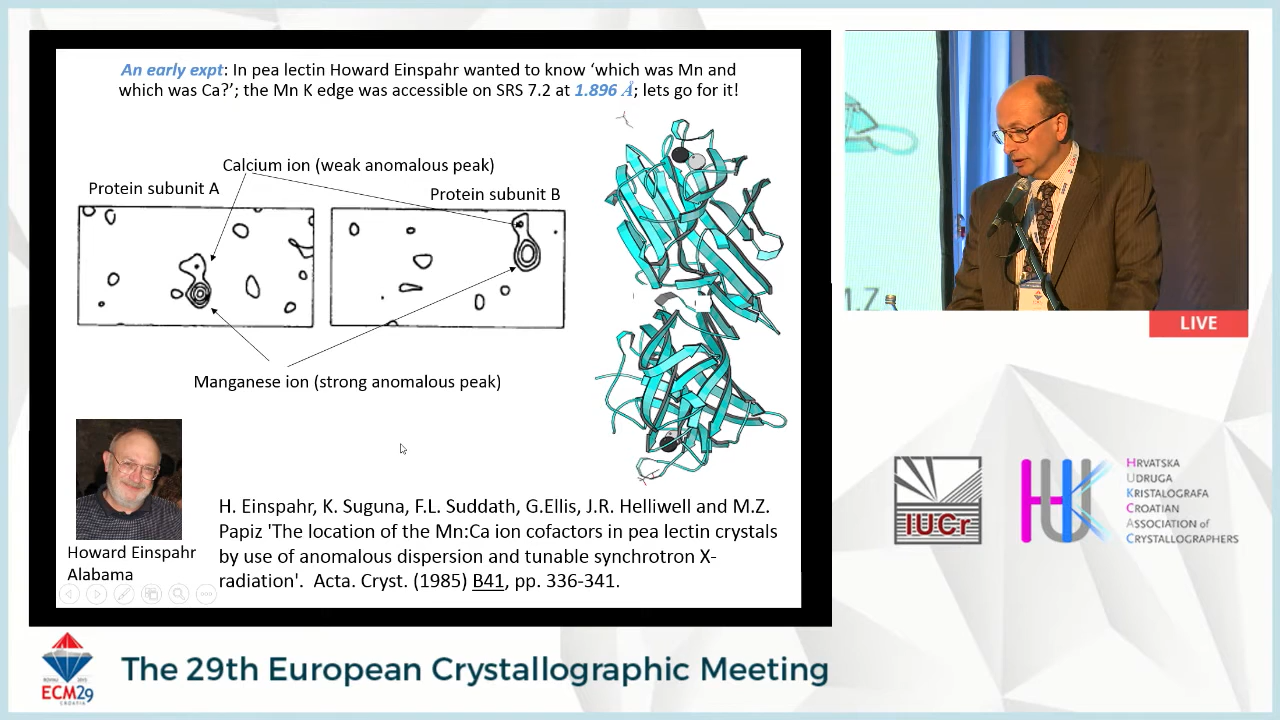 An early expt: In pea lectin Howard Einspahr wanted to know ‘which was Mn and
which was Ca?’; the Mn K edge was accessible on SRS 7.2 at 1.896 Å; lets go for it!
Calcium ion (weak anomalous peak)
Protein subunit A
Protein subunit B
Manganese ion (strong anomalous peak)
Howard Einspahr
Alabama
H. Einspahr, K. Suguna, F.L. Suddath, G.Ellis, J.R. Helliwell and M.Z.
Papiz 'The location of the Mn:Ca ion cofactors in pea lectin crystals
by use of anomalous dispersion and tunable synchrotron X-
radiation'. Acta. Cryst. (1985) B41, pp. 336-341.
M.Z.
LIVE
IUCr
HRVATSKA
UDRUGA
KRISTALOGRAFA
CROATIAN
ASSOCIATION of
CRYSTALLOGRAPHERS
ECM29
CROATIA
The 29th European Crystallographic Meeting